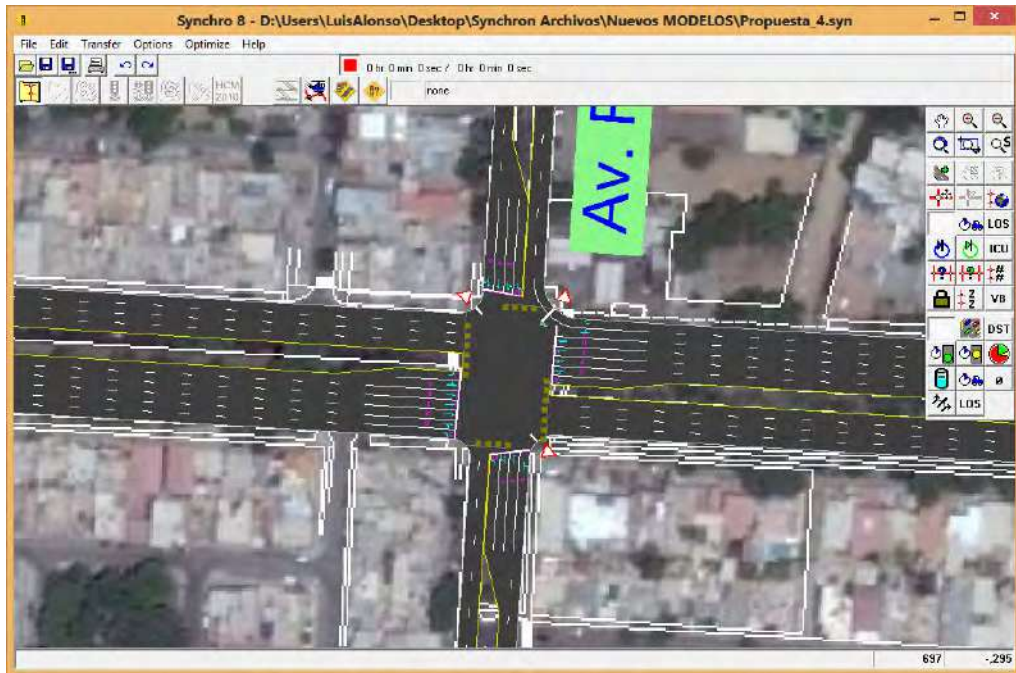 Synchro 8 - D:\Users\LuisAlonso\Desktop\Synchron Archivos\Nuevos MODELOS\Propuesta_4.syn
File Edit Transfer Options Optimize Help
0 hr 0 min 0 sec / 0 hr 0 min 0 sec
HCM 2010
none
Av.
LOS
ICU
VB
DST
ø
LOS
697 -,295